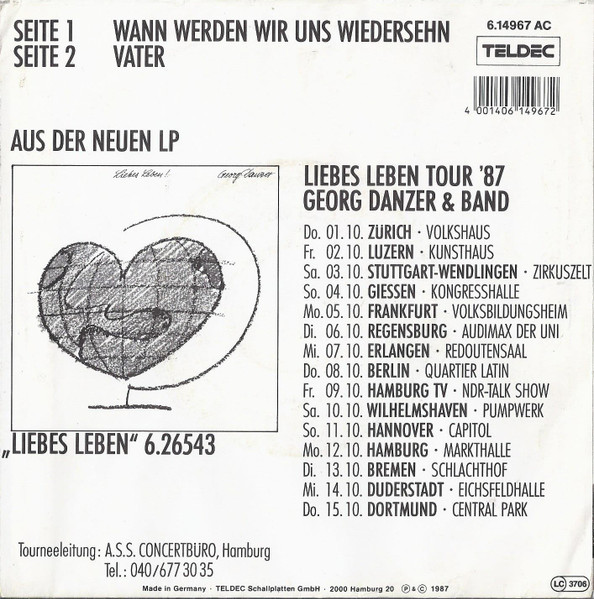 SEITE 1 WANN WERDEN WIR UNS WIEDERSEHN
SEITE 2 VATER
6.14967 AC
TELDEC
4 001406 149672
AUS DER NEUEN LP
Liebes Leben! Georg Danzer
„LIEBES LEBEN“ 6.26543
LIEBES LEBEN TOUR '87
GEORG DANZER & BAND
Do. 01. 10. ZÜRICH · VOLKSHAUS
Fr. 02. 10. LUZERN · KUNSTHAUS
Sa. 03. 10. STUTTGART-WENDLINGEN · ZIRKUSZELT
So. 04. 10. GIESSEN · KONGRESSHALLE
Mo. 05. 10. FRANKFURT · VOLKSBILDUNGSHEIM
Di. 06. 10. REGENSBURG · AUDIMAX DER UNI
Mi. 07. 10. ERLANGEN · REDOUTENSAAL
Do. 08. 10. BERLIN · QUARTIER LATIN
Fr. 09. 10. HAMBURG TV · NDR-TALK SHOW
Sa. 10. 10. WILHELMSHAVEN · PUMPWERK
So. 11. 10. HANNOVER · CAPITOL
Mo. 12. 10. HAMBURG · MARKTHALLE
Di. 13. 10. BREMEN · SCHLACHTHOF
Mi. 14. 10. DUDERSTADT · EICHSFELDHALLE
Do. 15. 10. DORTMUND · CENTRAL PARK
Tourneeleitung: A.S.S. CONCERTBÜRO, Hamburg
Tel.: 040/677 30 35
Made in Germany · TELDEC Schallplatten GmbH · 2000 Hamburg 20 Ⓟ & © 1987
LC 3706